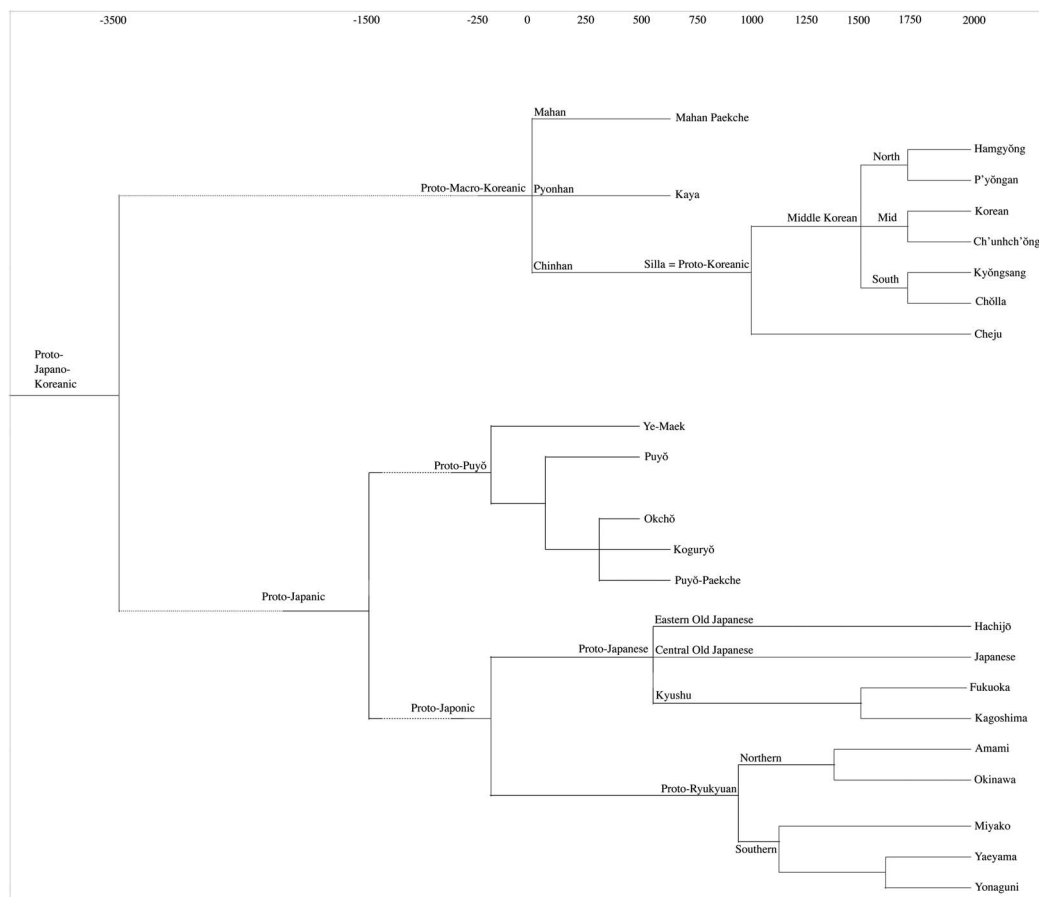 -3500 -1500 -250 0 250 500 750 1000 1250 1500 1750 2000
Mahan
Mahan Paekche
Hamgyŏng
North
P'yŏngan
Proto-Macro-Koreanic
Pyonhan
Kaya
Korean
Middle Korean
Mid
Ch'unhch'ŏng
Chinhan
Silla = Proto-Koreanic
Kyŏngsang
South
Chŏlla
Cheju
Proto-
Japano-
Koreanic
Ye-Maek
Puyŏ
Proto-Puyŏ
Okchŏ
Koguryŏ
Puyŏ-Paekche
Proto-Japanic
Eastern Old Japanese
Hachijō
Proto-Japanese
Central Old Japanese
Japanese
Kyushu
Fukuoka
Kagoshima
Proto-Japonic
Amami
Northern
Okinawa
Proto-Ryukyuan
Miyako
Southern
Yaeyama
Yonaguni